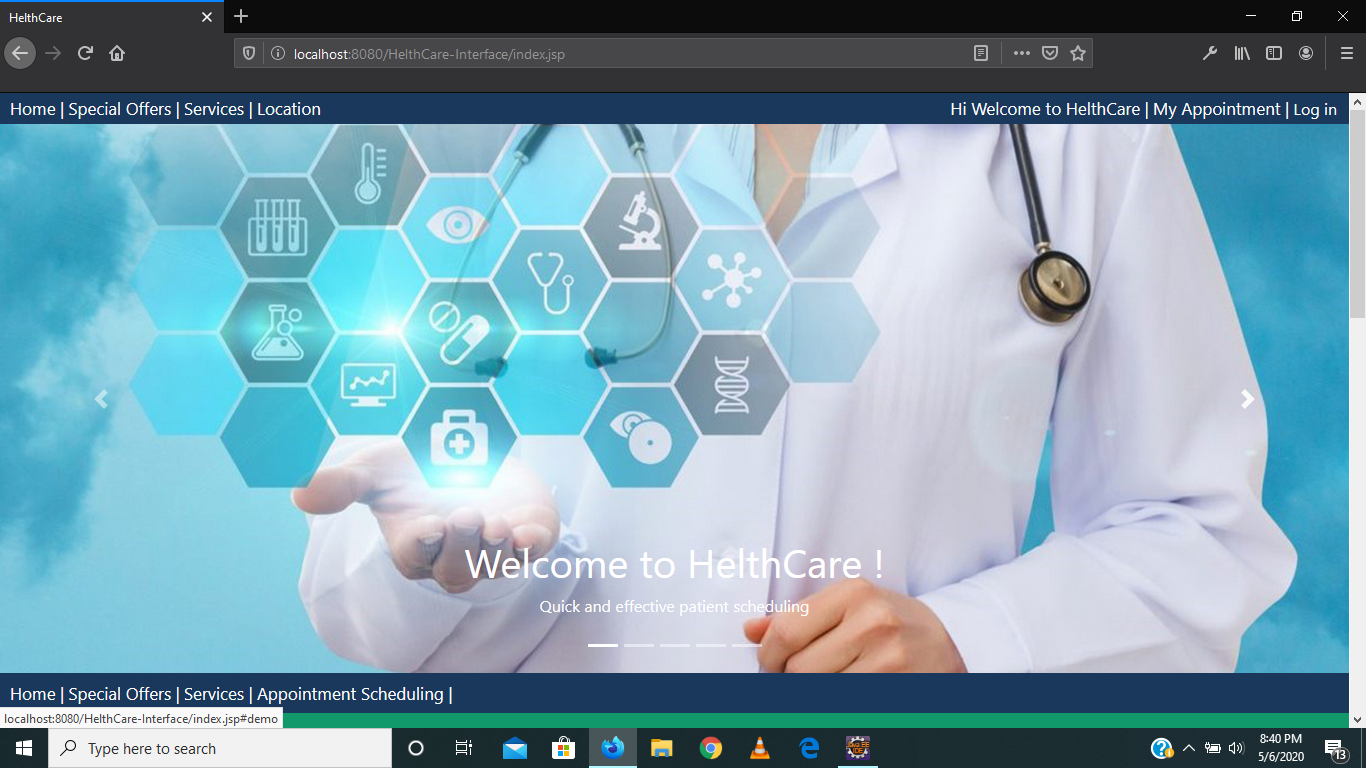 HelthCare
localhost:8080/HelthCare-Interface/index.jsp
Home | Special Offers | Services | Location
Hi Welcome to HelthCare | My Appointment | Log in
Welcome to HelthCare !
Quick and effective patient scheduling
Home | Special Offers | Services | Appointment Scheduling |
localhost:8080/HelthCare-Interface/index.jsp#demo
Type here to search
8:40 PM
5/6/2020
13